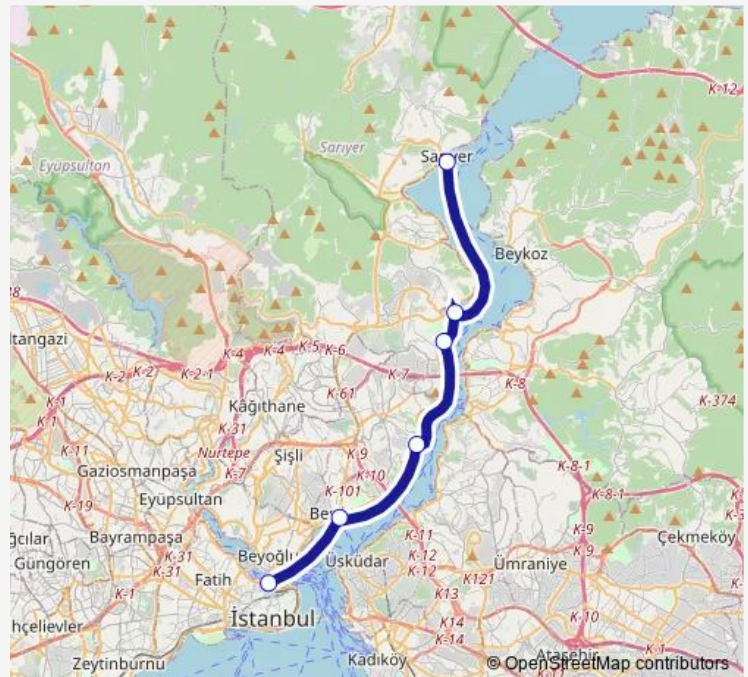 K-12
Sarıyer
Eyüpsultan
Beykoz
K-4
K-4
K-5
K-6
ltangazi
K-2
K-2
K-2-1
K-7
K-8
K-1
K-1
K-61
K-374
Kâğıthane
K-31
K-11
Nurtepe
Şişli
K-9
K-7
K-10
K-8-1
K-8-1
Gaziosmanpaşa
K-101
K-19
Eyüpsultan
Be
K-9
ğcılar
Bayrampaşa
K-11
Çekmeköy
K-31
Beyoğlu
Üsküdar
K-12
K-9
Güngören
K-31
Fatih
K-12
K121
Ümraniye
K-1
K13
K-10
İstanbul
K14
hçelievler
K-14
K-1
Ataşehir
Zeytinburnu
Kadıköy
© OpenStreetMap contributors